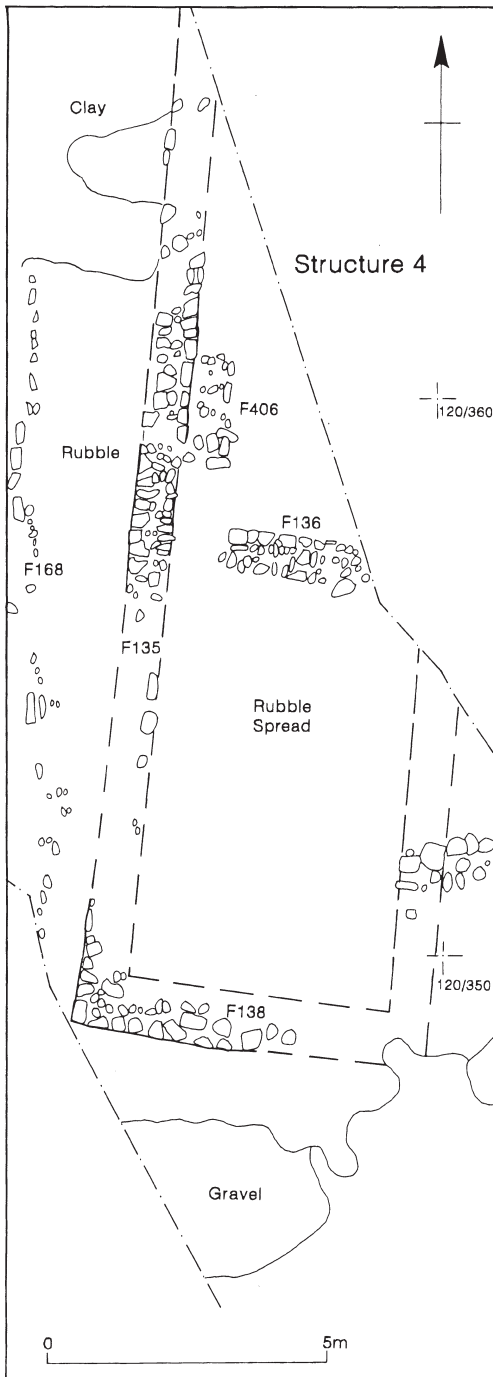 Clay
Structure 4
120/360
F406
Rubble
F136
F168
F135
Rubble
Spread
120/350
F138
Gravel
0
5m